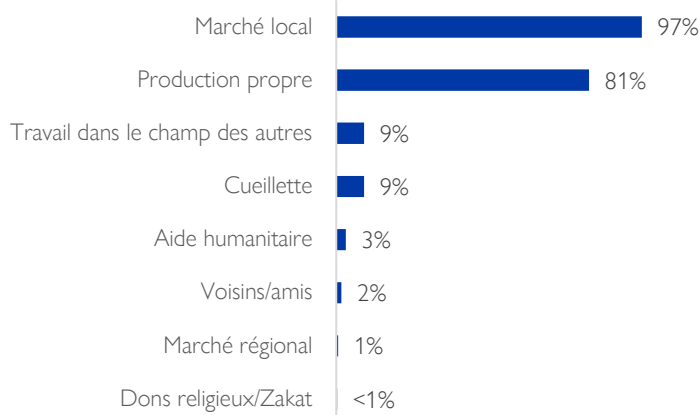 Marché local 97%
Production propre 81%
Travail dans le champ des autres 9%
Cueillette 9%
Aide humanitaire 3%
Voisins/amis 2%
Marché régional 1%
Dons religieux/Zakat <1%